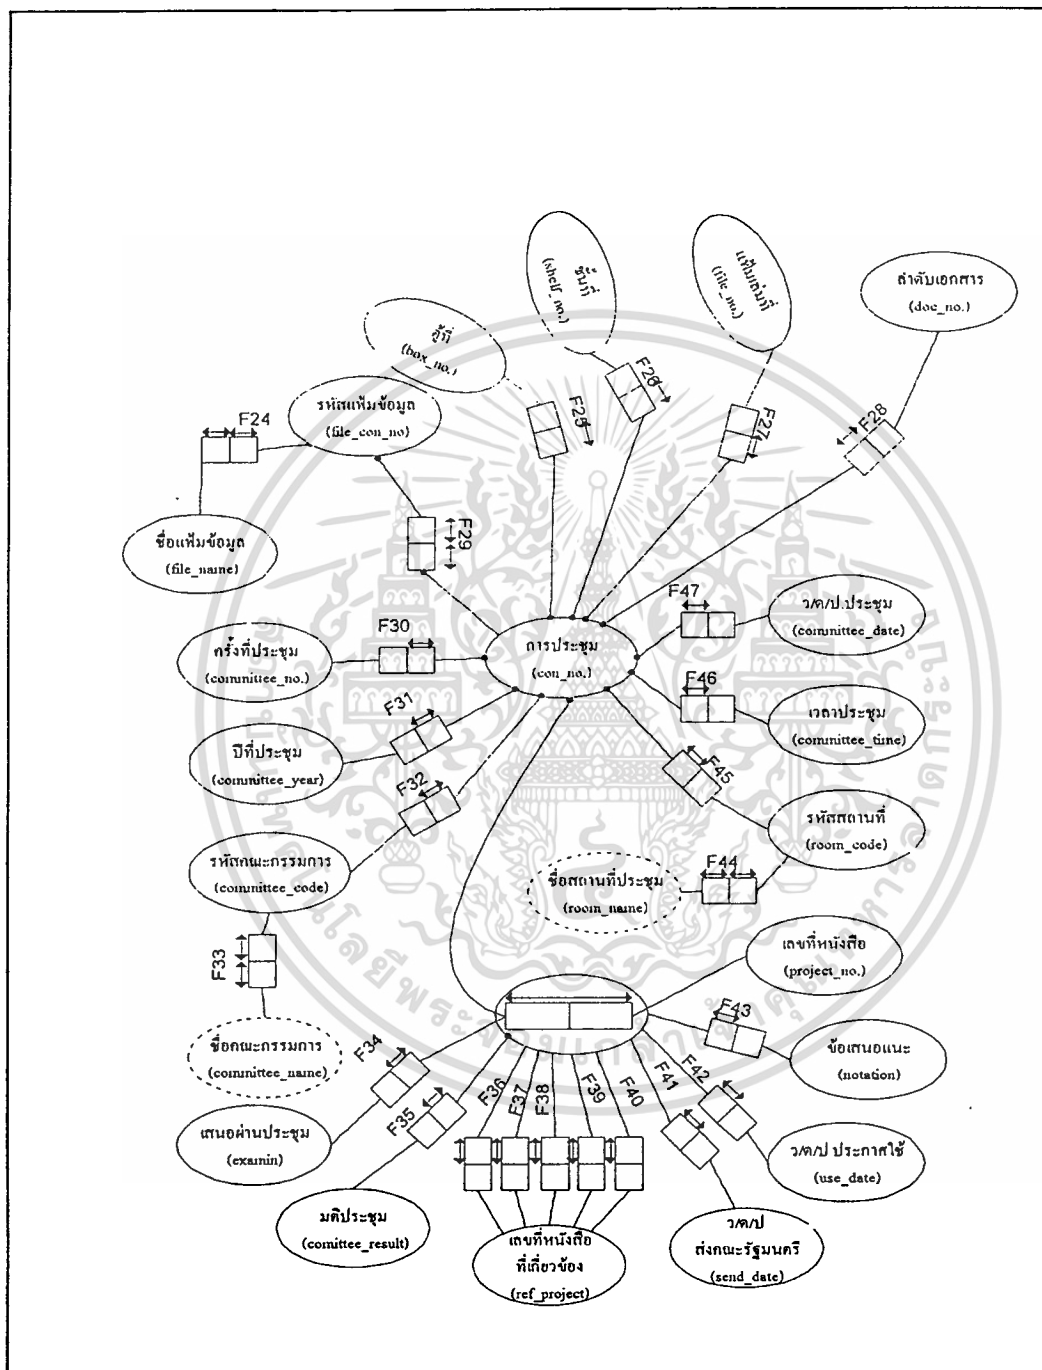 ชั้นที่
(shelf_no.)
แฟ้มเล่มที่
(file_no.)
ลำดับเอกสาร
(doc_no.)
ตู้ที่
(box_no.)
F26
F25
F27
F28
รหัสแฟ้มข้อมูล
(file_con_no)
F24
F29
ชื่อแฟ้มข้อมูล
(file_name)
F47
ว/ด/ป.ประชุม
(committee_date)
F30
ครั้งที่ประชุม
(committee_no.)
การประชุม
(con_no.)
F46
เวลาประชุม
(committee_time)
F31
ปีที่ประชุม
(committee_year)
F32
F45
รหัสสถานที่
(room_code)
รหัสคณะกรรมการ
(committee_code)
F44
ชื่อสถานที่ประชุม
(room_name)
F33
เลขที่หนังสือ
(project_no.)
F43
ข้อเสนอแนะ
(notation)
ชื่อคณะกรรมการ
(committee_name)
F34
F35
F36
F37
F38
F39
F40
F41
F42
เสนอผ่านประชุม
(examin)
ว/ด/ป ประกาศใช้
(use_date)
มติประชุม
(comittee_result)
เลขที่หนังสือ
ที่เกี่ยวข้อง
(ref_project)
ว/ด/ป
ส่งคณะรัฐมนตรี
(send_date)